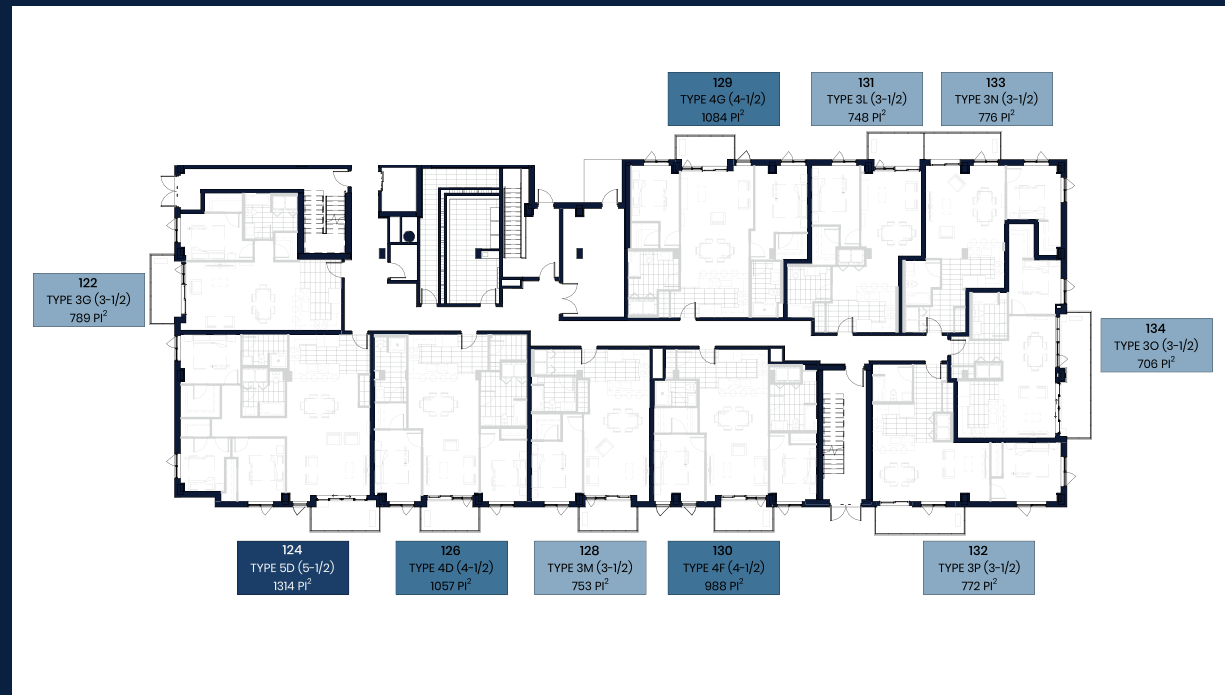 129
TYPE 4G (4-1/2)
1084 PI²
131
TYPE 3L (3-1/2)
748 PI²
133
TYPE 3N (3-1/2)
776 PI²
122
TYPE 3G (3-1/2)
789 PI²
134
TYPE 3O (3-1/2)
706 PI²
124
TYPE 5D (5-1/2)
1314 PI²
126
TYPE 4D (4-1/2)
1057 PI²
128
TYPE 3M (3-1/2)
753 PI²
130
TYPE 4F (4-1/2)
988 PI²
132
TYPE 3P (3-1/2)
772 PI²